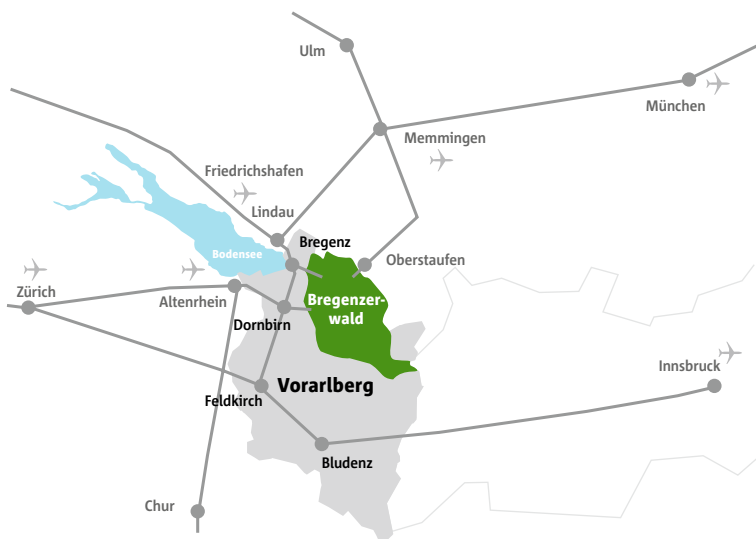 Ulm
München
Memmingen
Friedrichshafen
Lindau
Bregenz
Bodensee
Oberstaufen
Zürich
Altenrhein
Bregenzer-
wald
Dornbirn
Innsbruck
Vorarlberg
Feldkirch
Bludenz
Chur